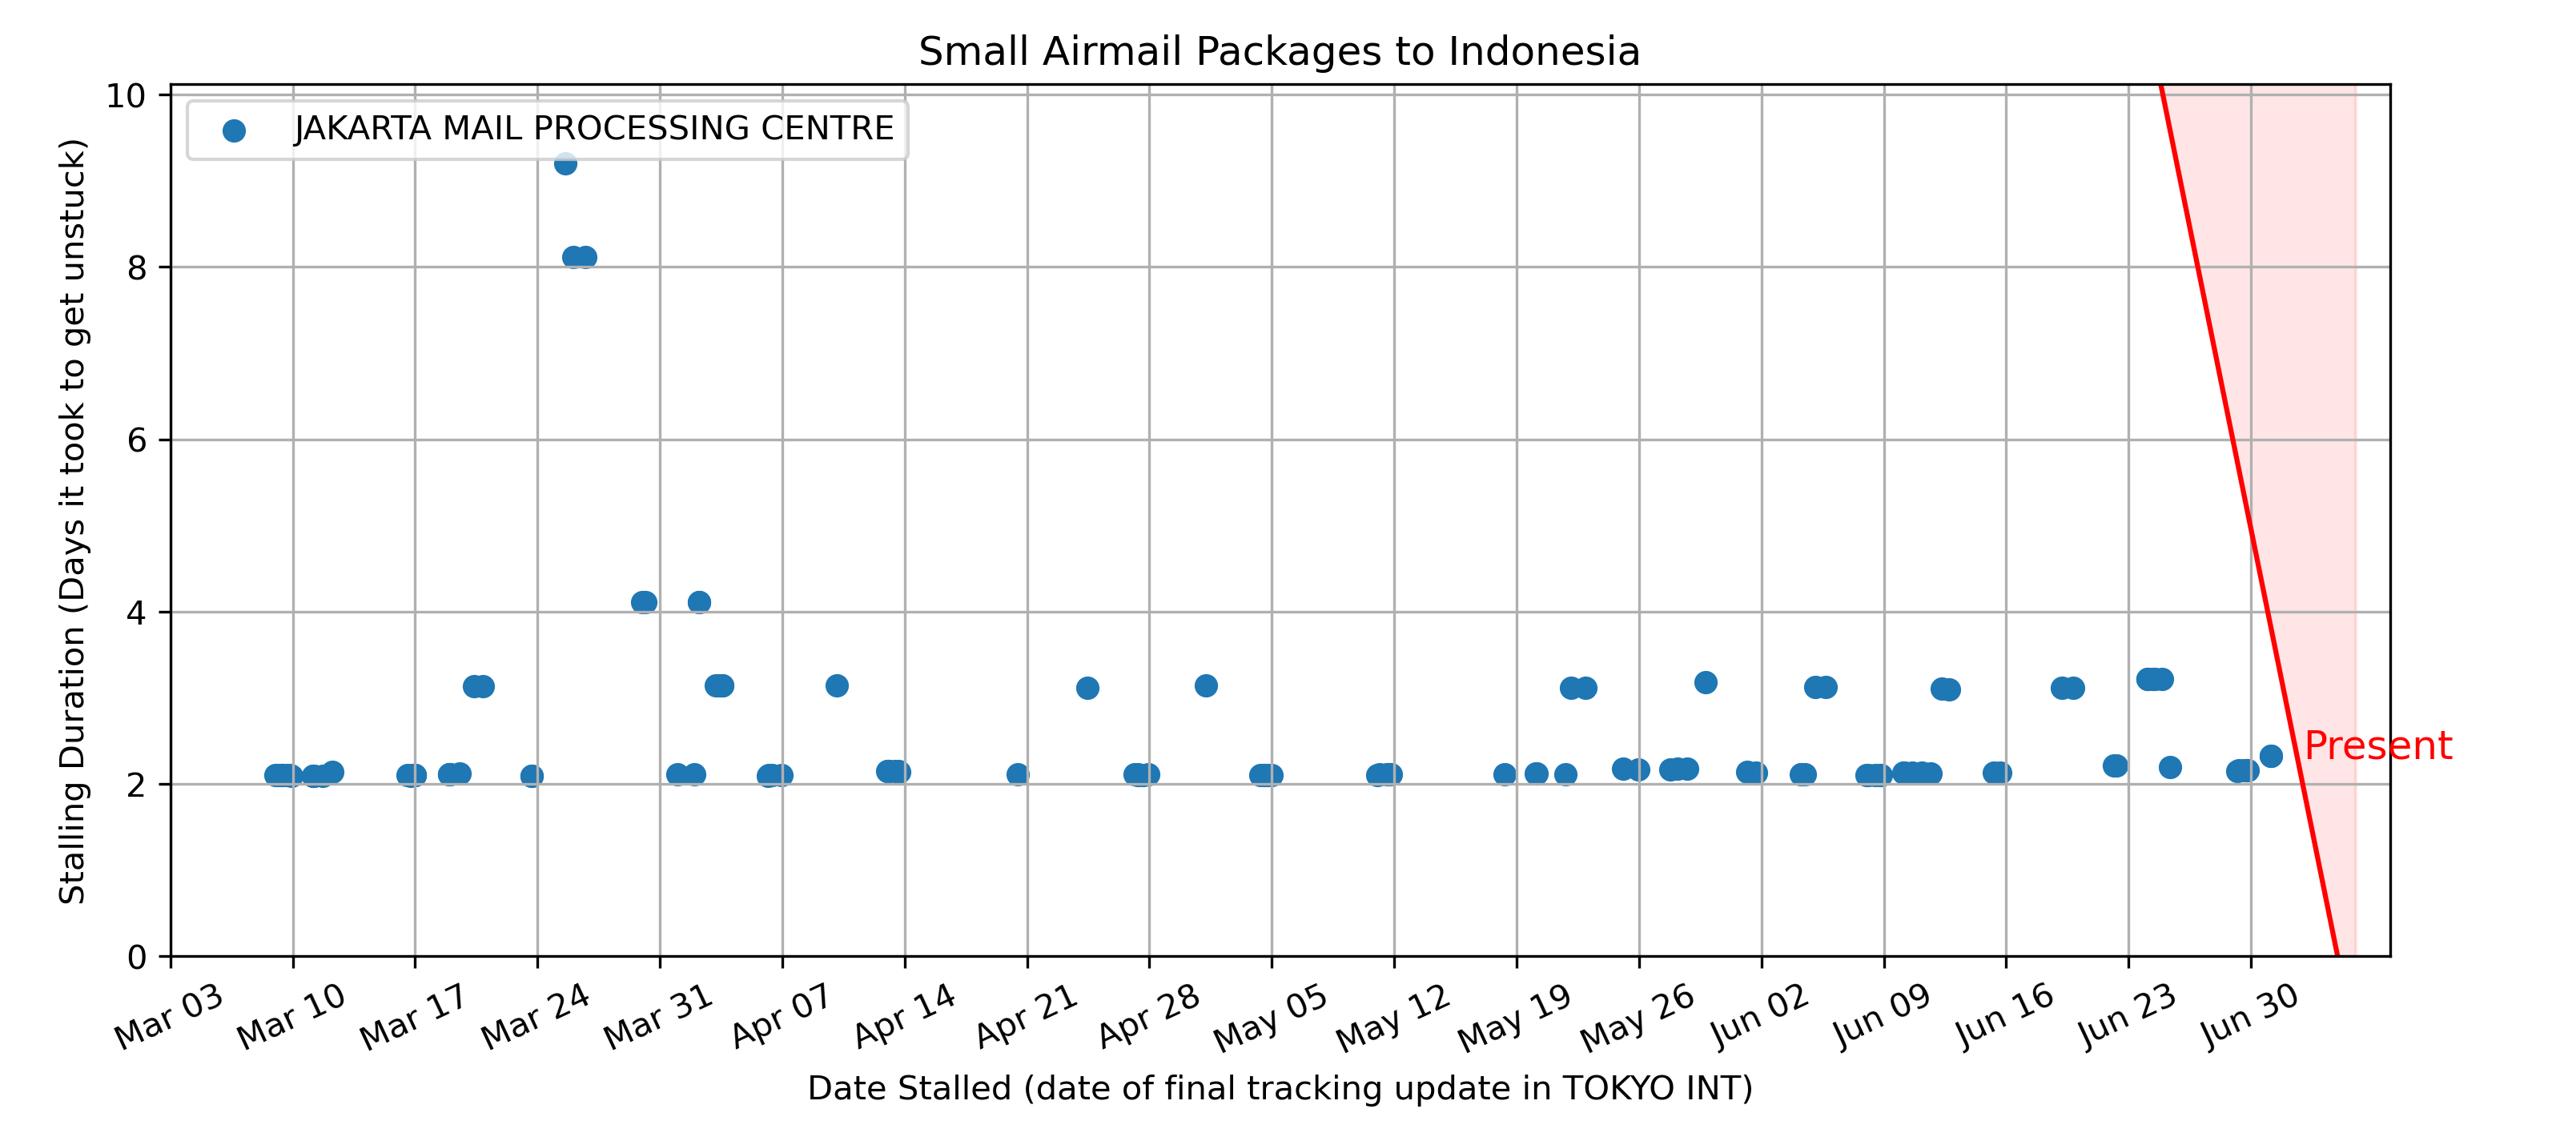 Small Airmail Packages to Indonesia
JAKARTA MAIL PROCESSING CENTRE
Stalling Duration (Days it took to get unstuck)
10
8
6
4
2
0
Present
Mar 03
Mar 10
Mar 17
Mar 24
Mar 31
Apr 07
Apr 14
Apr 21
Apr 28
May 05
May 12
May 19
May 26
Jun 02
Jun 09
Jun 16
Jun 23
Jun 30
Date Stalled (date of final tracking update in TOKYO INT)